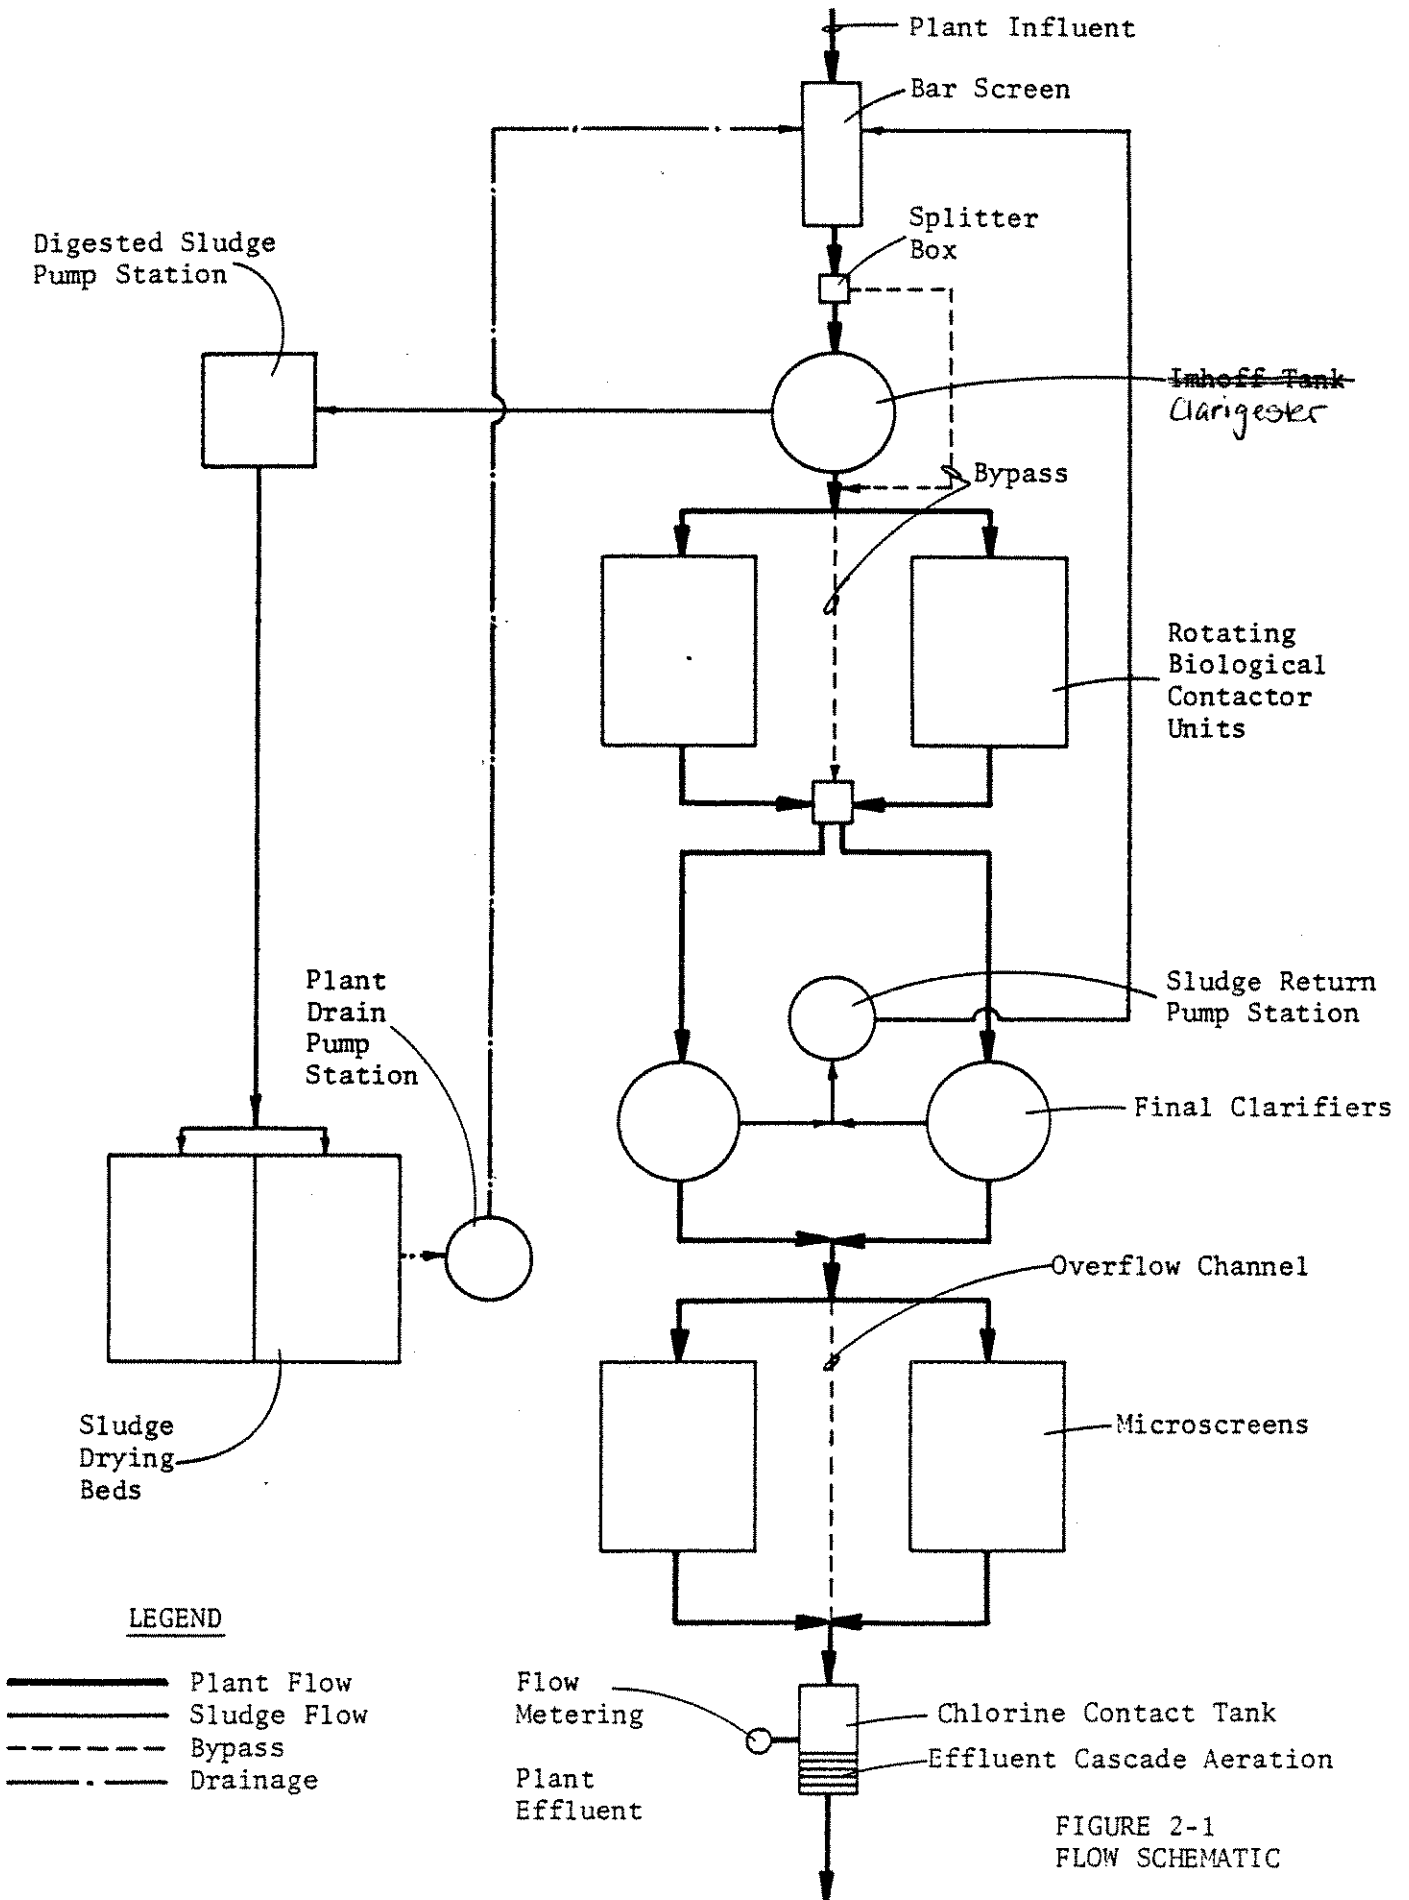 Plant Influent
Bar Screen
Splitter
Box
Digested Sludge
Pump Station
Imhoff Tank
Clarigester
Bypass
Rotating
Biological
Contactor
Units
Plant
Drain
Pump
Station
Sludge Return
Pump Station
Final Clarifiers
Overflow Channel
Sludge
Drying
Beds
Microscreens
LEGEND
Plant Flow
Sludge Flow
Bypass
Drainage
Flow
Metering
Plant
Effluent
Chlorine Contact Tank
Effluent Cascade Aeration
FIGURE 2-1
FLOW SCHEMATIC